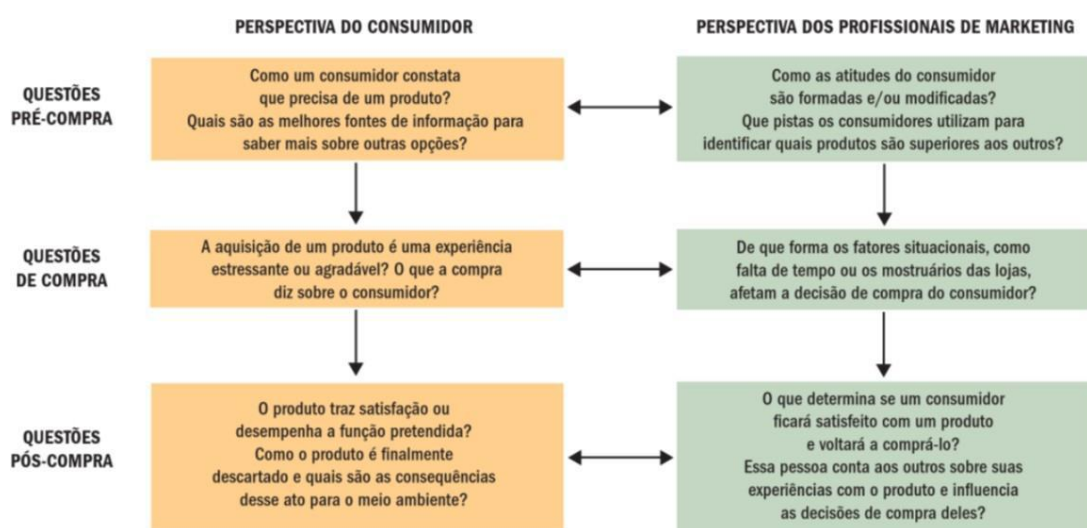 PERSPECTIVA DO CONSUMIDOR
PERSPECTIVA DOS PROFISSIONAIS DE MARKETING
QUESTÕES
PRÉ-COMPRA
Como um consumidor constata
que precisa de um produto?
Quais são as melhores fontes de informação para
saber mais sobre outras opções?
Como as atitudes do consumidor
são formadas e/ou modificadas?
Que pistas os consumidores utilizam para
identificar quais produtos são superiores aos outros?
QUESTÕES
DE COMPRA
A aquisição de um produto é uma experiência
estressante ou agradável? O que a compra
diz sobre o consumidor?
De que forma os fatores situacionais, como
falta de tempo ou os mostruários das lojas,
afetam a decisão de compra do consumidor?
QUESTÕES
PÓS-COMPRA
O produto traz satisfação ou
desempenha a função pretendida?
Como o produto é finalmente
descartado e quais são as consequências
desse ato para o meio ambiente?
O que determina se um consumidor
ficará satisfeito com um produto
e voltará a comprá-lo?
Essa pessoa conta aos outros sobre suas
experiências com o produto e influencia
as decisões de compra deles?